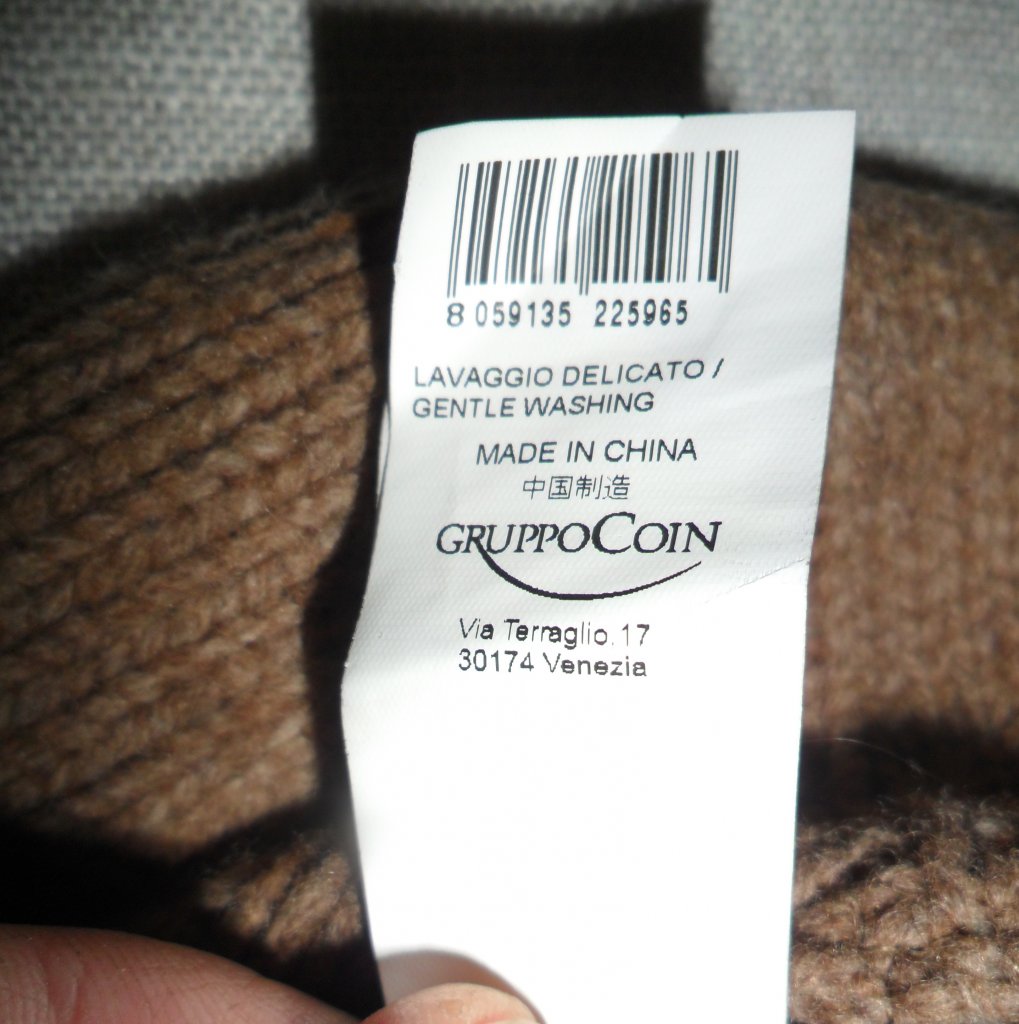 8 059135 225965
LAVAGGIO DELICATO /
GENTLE WASHING
MADE IN CHINA
中国制造
GRUPPOCOIN
Via Terraglio, 17
30174 Venezia